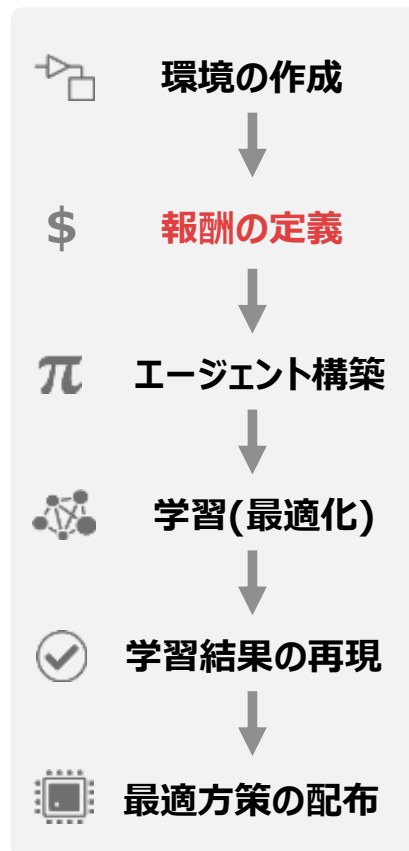 環境の作成
$
報酬の定義
π
エージェント構築
学習(最適化)
学習結果の再現
最適方策の配布